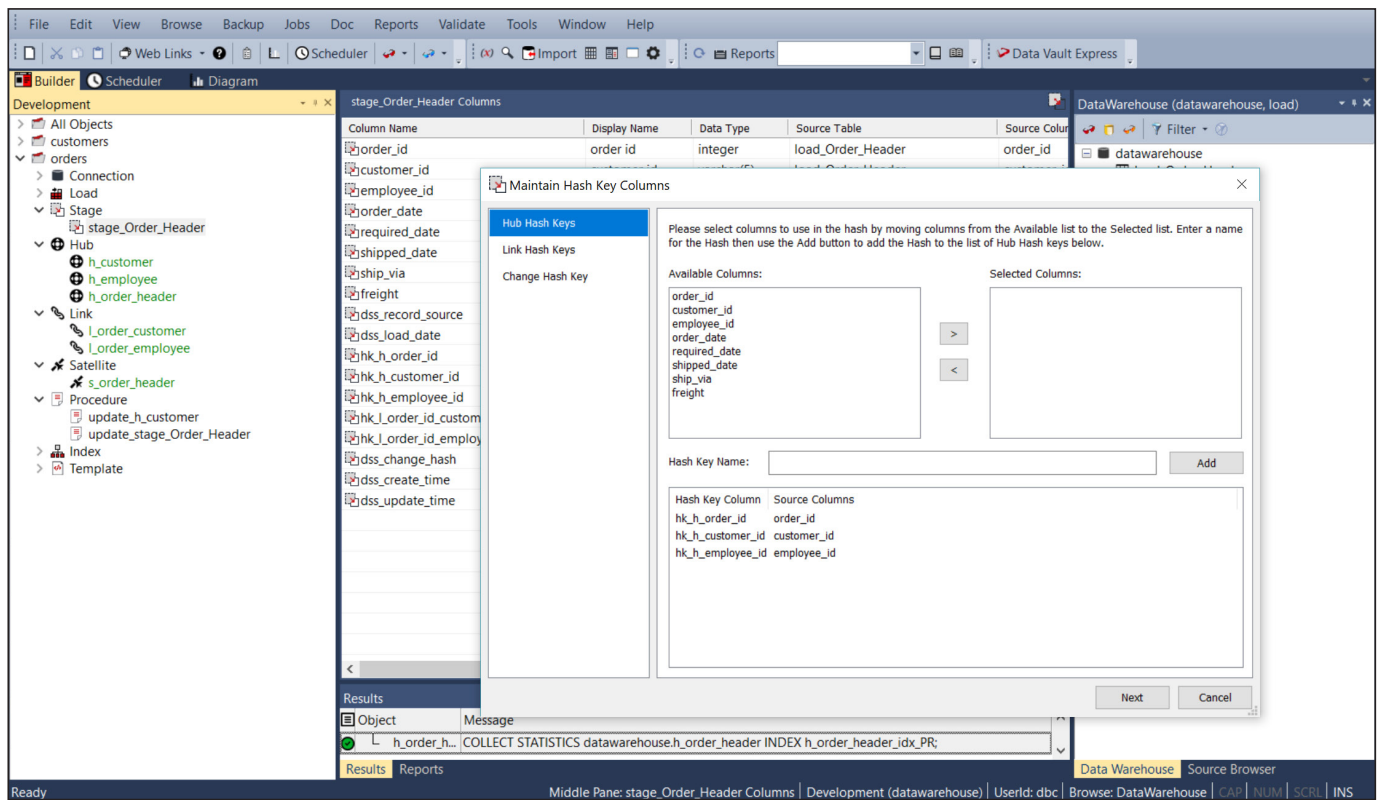 File Edit View Browse Backup Jobs Doc Reports Validate Tools Window Help
Web Links Scheduler Import Reports Data Vault Express
Builder Scheduler Diagram
Development
All Objects
customers
orders
Connection
Load
Stage
stage_Order_Header
Hub
h_customer
h_employee
h_order_header
Link
l_order_customer
l_order_employee
Satellite
s_order_header
Procedure
update_h_customer
update_stage_Order_Header
Index
Template
stage_Order_Header Columns
Column Name Display Name Data Type Source Table Source Colur
order_id order id integer load_Order_Header order_id
customer_id
employee_id
order_date
required_date
shipped_date
ship_via
freight
dss_record_source
dss_load_date
hk_h_order_id
hk_h_customer_id
hk_h_employee_id
hk_l_order_id_custom
hk_l_order_id_employ
dss_change_hash
dss_create_time
dss_update_time
Maintain Hash Key Columns
Hub Hash Keys
Link Hash Keys
Change Hash Key
Please select columns to use in the hash by moving columns from the Available list to the Selected list. Enter a name
for the Hash then use the Add button to add the Hash to the list of Hub Hash keys below.
Available Columns: Selected Columns:
order_id
customer_id
employee_id
order_date
required_date
shipped_date
ship_via
freight
>
<
Hash Key Name: Add
Hash Key Column Source Columns
hk_h_order_id order_id
hk_h_customer_id customer_id
hk_h_employee_id employee_id
Next Cancel
DataWarehouse (datawarehouse, load)
Filter
datawarehouse
Results
Object Message
h_order_h... COLLECT STATISTICS datawarehouse.h_order_header INDEX h_order_header_idx_PR;
Results Reports
Data Warehouse Source Browser
Ready Middle Pane: stage_Order_Header Columns Development (datawarehouse) UserId: dbc Browse: DataWarehouse CAP NUM SCRL INS